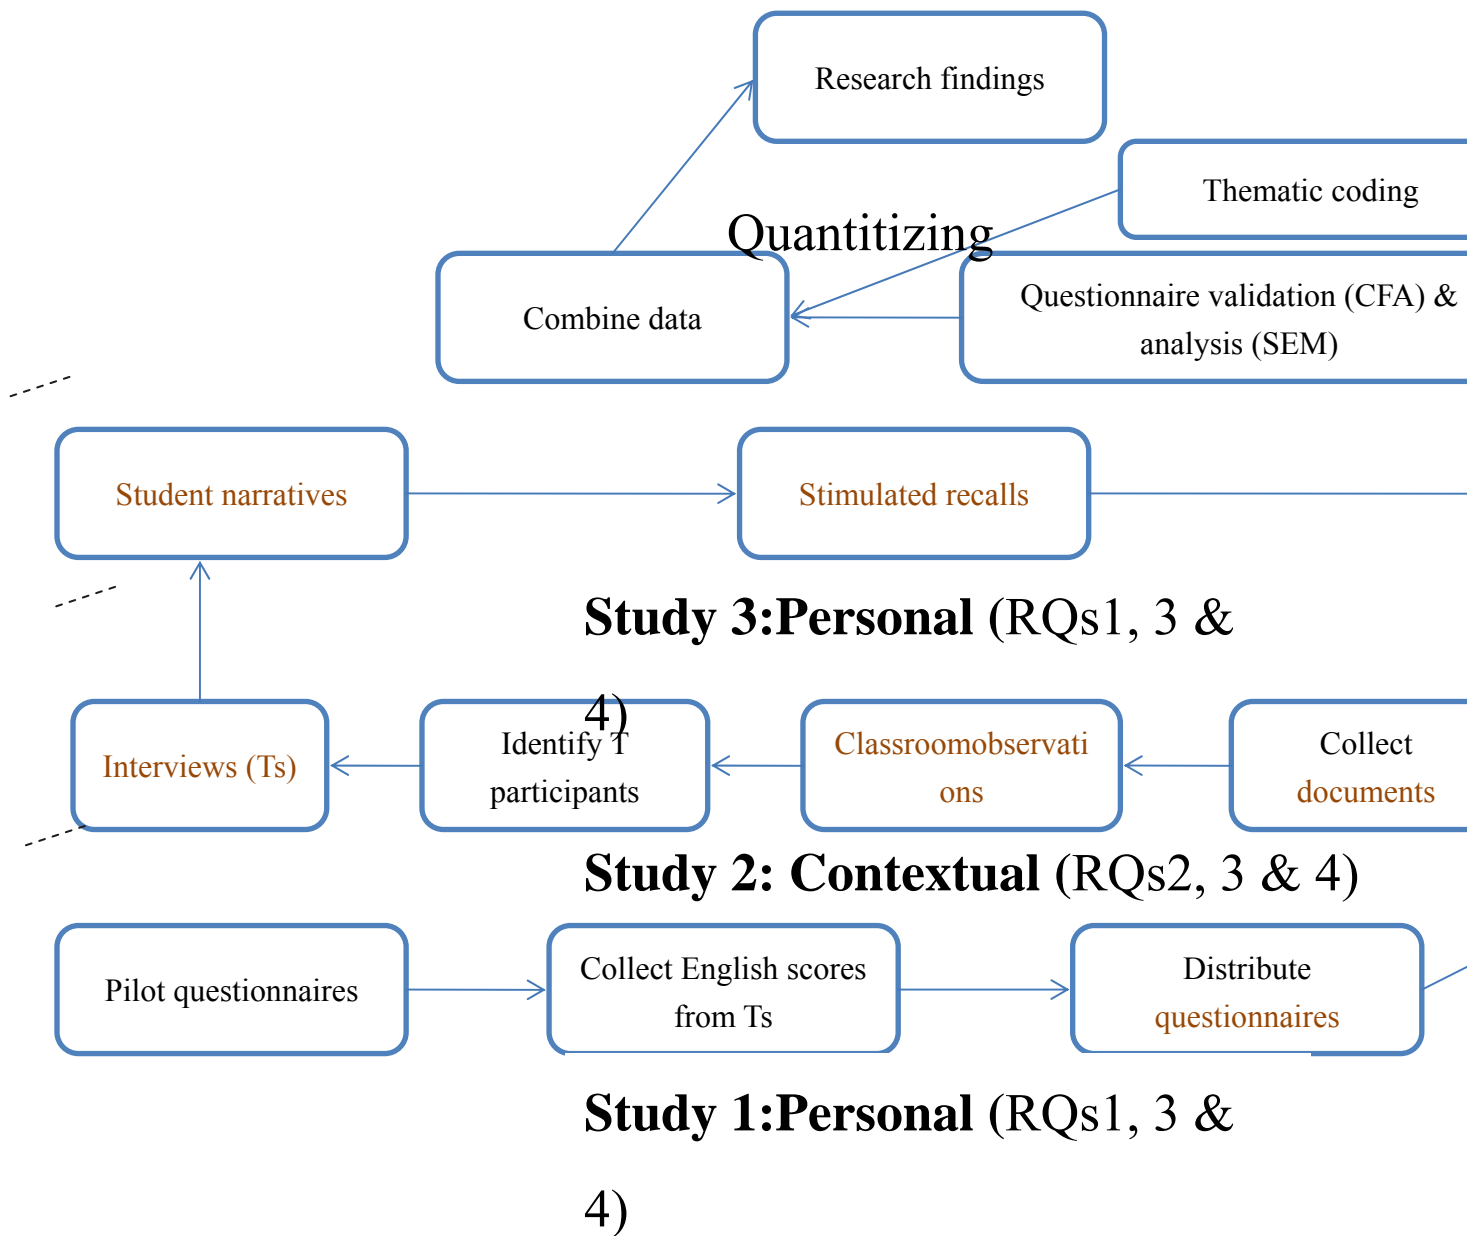 Research findings
Thematic coding
Quantitizing
Combine data
Questionnaire validation (CFA) &
analysis (SEM)
Student narratives
Stimulated recalls
Study 3:Personal (RQs1, 3 &
4)
Interviews (Ts)
Identify T
participants
Classroomobservati
ons
Collect
documents
Study 2: Contextual (RQs2, 3 & 4)
Pilot questionnaires
Collect English scores
from Ts
Distribute
questionnaires
Study 1:Personal (RQs1, 3 &
4)